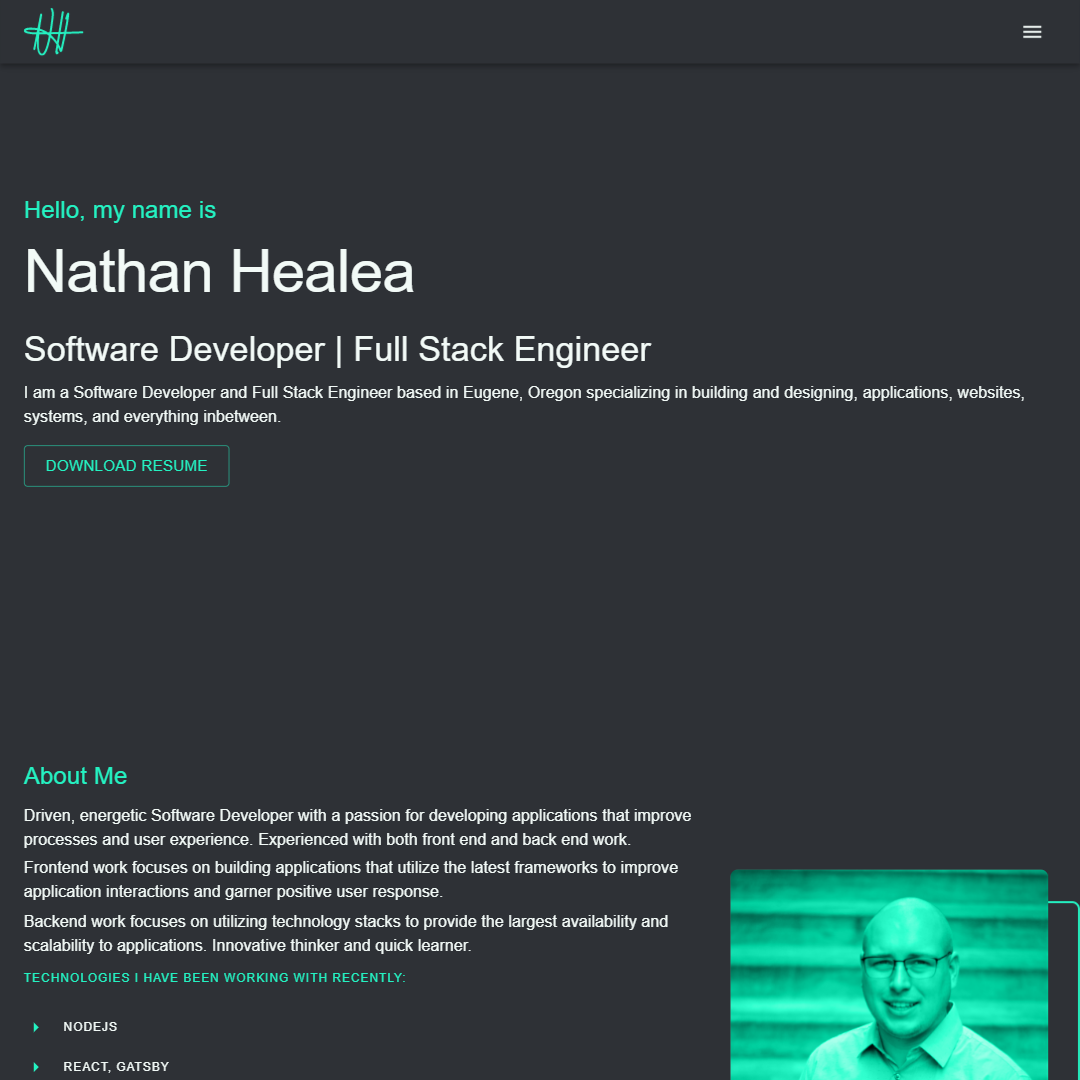 Hello, my name is
Nathan Healea
Software Developer | Full Stack Engineer
I am a Software Developer and Full Stack Engineer based in Eugene, Oregon specializing in building and designing, applications, websites,
systems, and everything inbetween.
DOWNLOAD RESUME
About Me
Driven, energetic Software Developer with a passion for developing applications that improve
processes and user experience. Experienced with both front end and back end work.
Frontend work focuses on building applications that utilize the latest frameworks to improve
application interactions and garner positive user response.
Backend work focuses on utilizing technology stacks to provide the largest availability and
scalability to applications. Innovative thinker and quick learner.
TECHNOLOGIES I HAVE BEEN WORKING WITH RECENTLY:
NODEJS
REACT, GATSBY